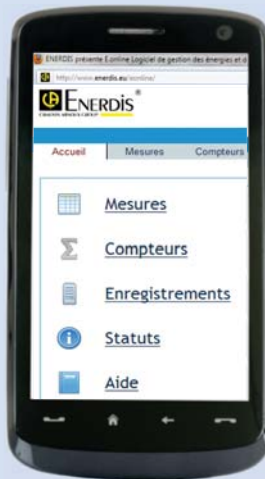 ENERDIS présente E.online Logiciel de gestion des énergies et d
http://www.enerdis.eu/eonline/
ENERDIS®
CHAUVIN ARNOUX GROUP
Accueil Mesures Compteurs
Mesures
Compteurs
Enregistrements
Statuts
Aide